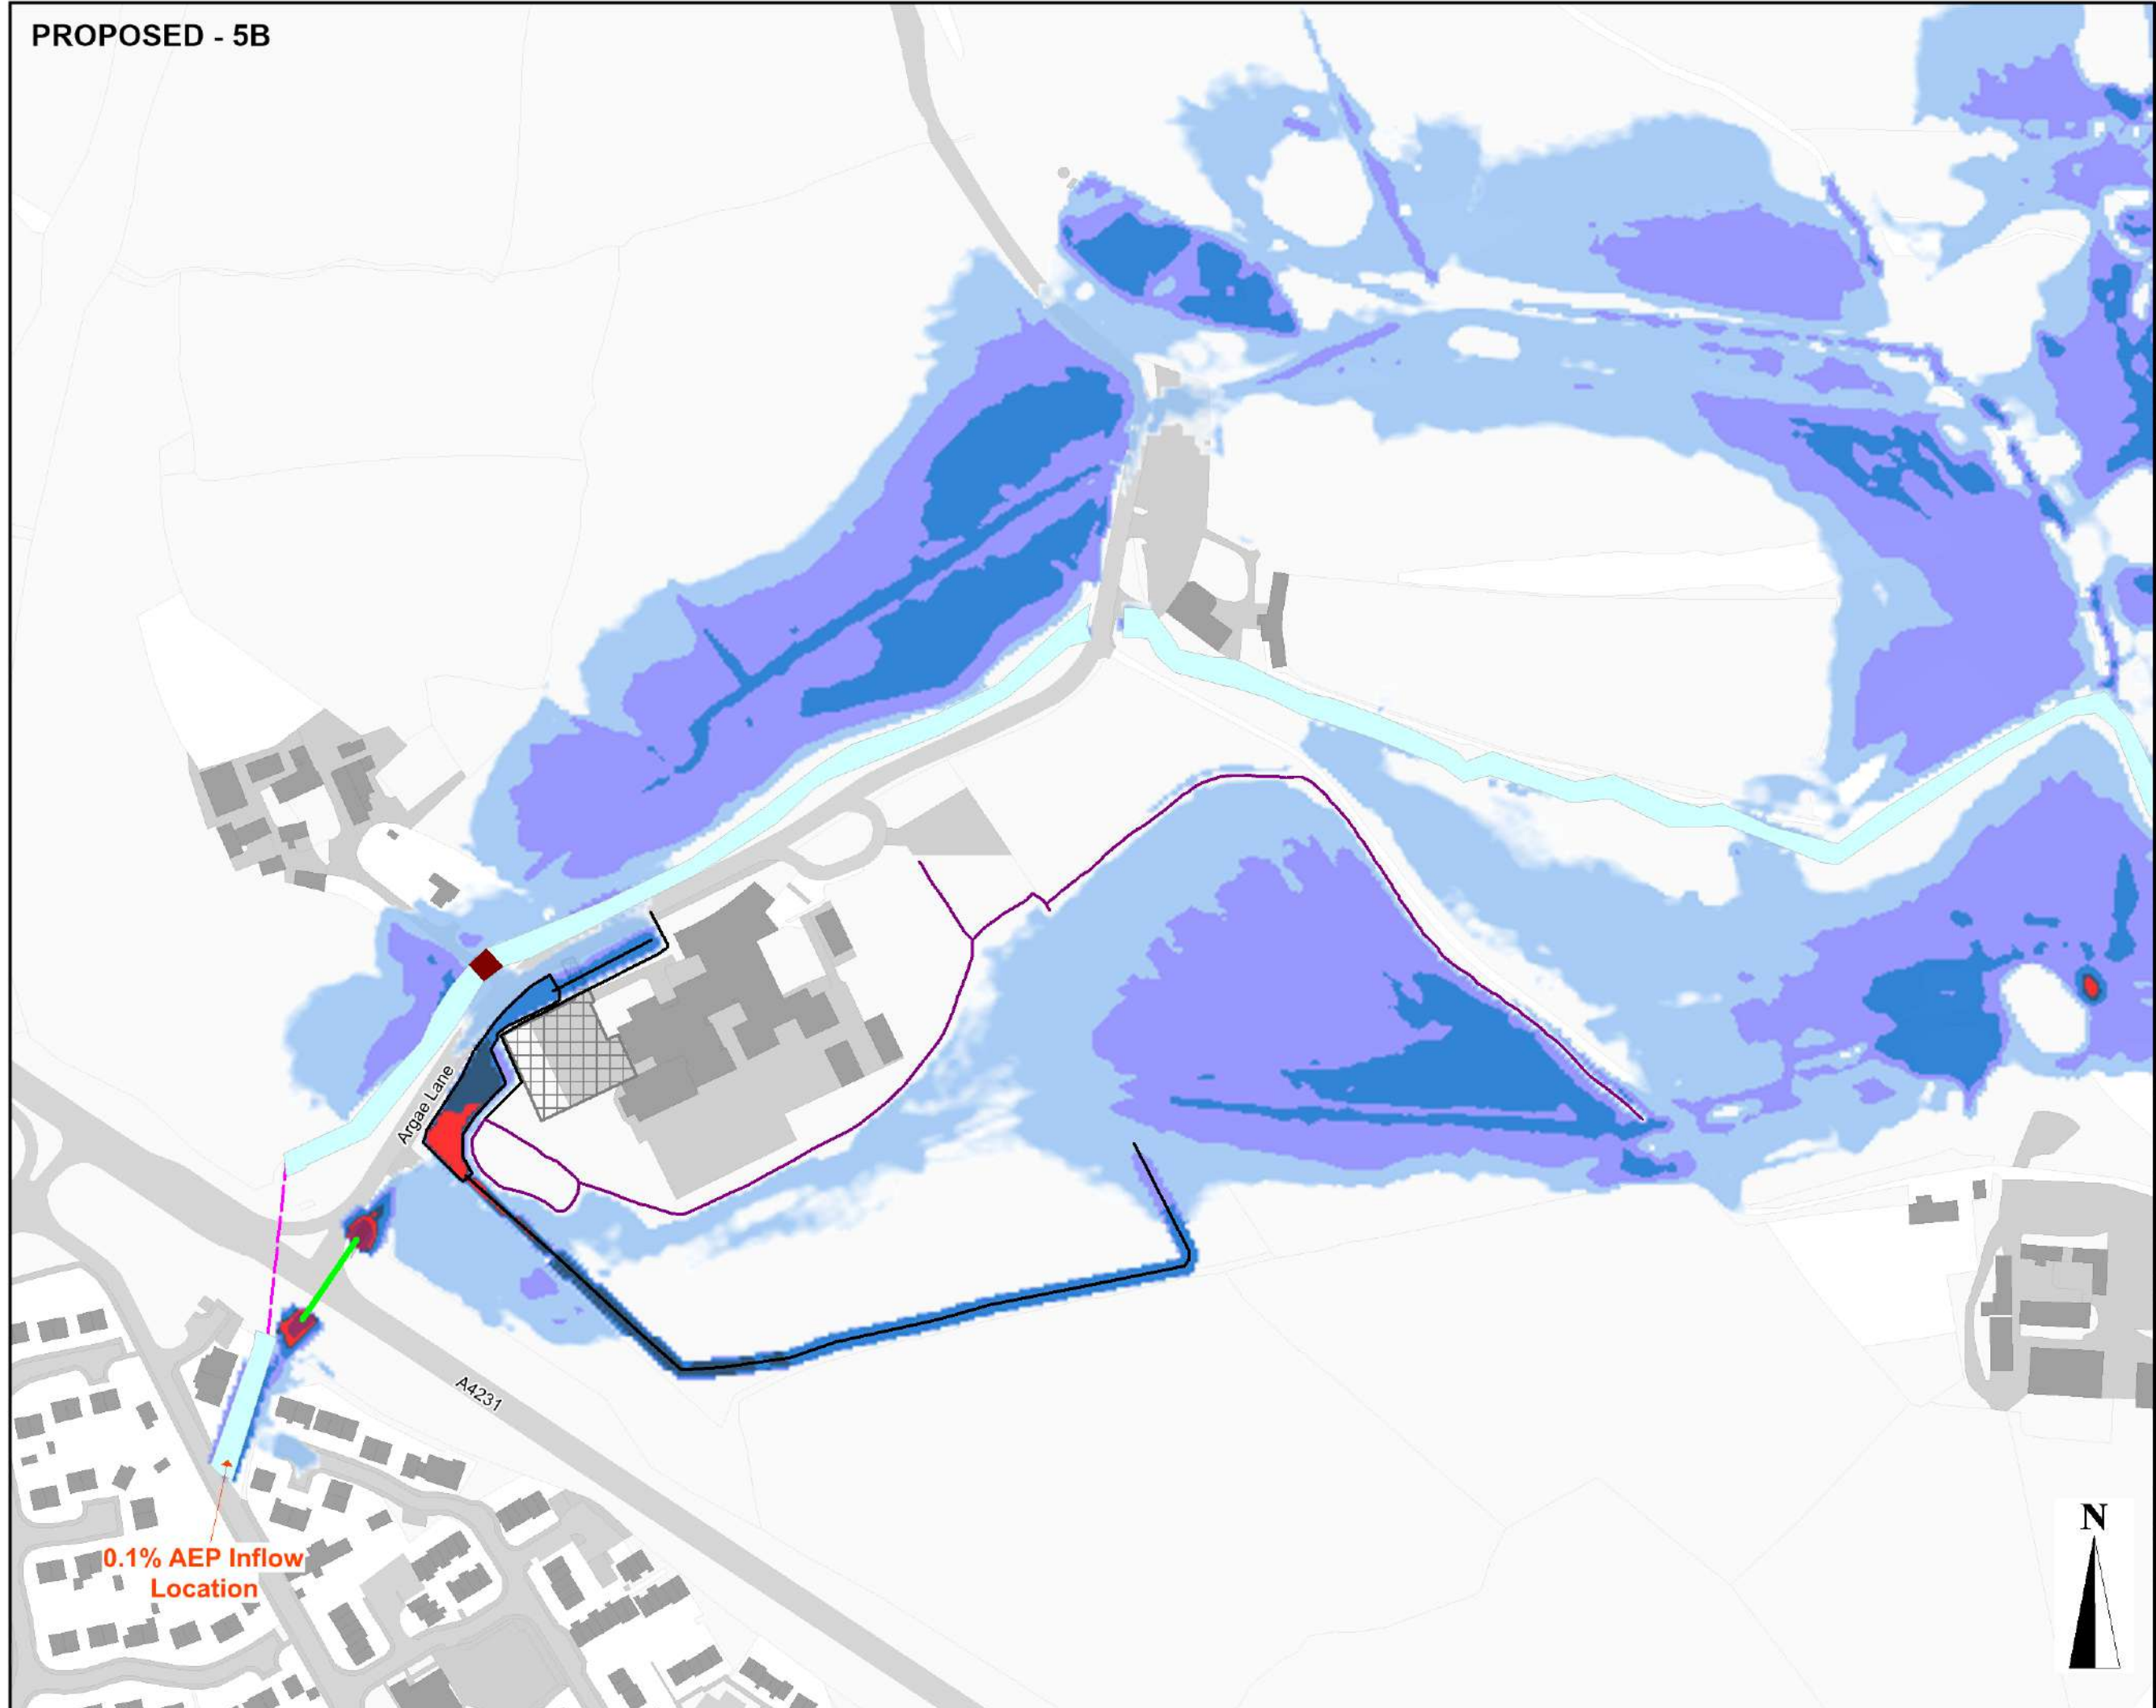 PROPOSED - 5B
Argae Lane
A4231
0.1% AEP Inflow
Location
N